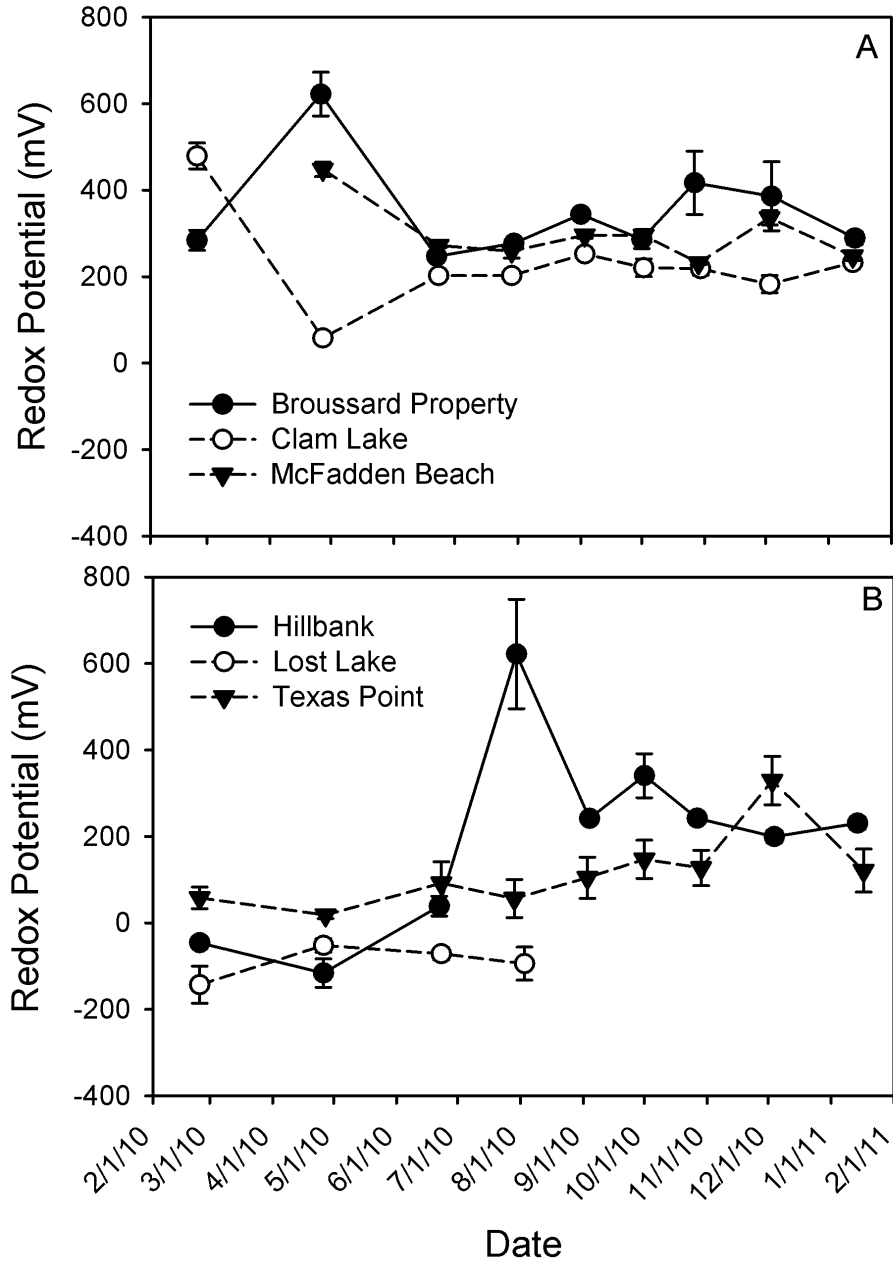 A
800
600
400
200
0
-200
-400
Redox Potential (mV)
Broussard Property
Clam Lake
McFadden Beach
B
800
600
400
200
0
-200
-400
Redox Potential (mV)
Hillbank
Lost Lake
Texas Point
2/1/10
3/1/10
4/1/10
5/1/10
6/1/10
7/1/10
8/1/10
9/1/10
10/1/10
11/1/10
12/1/10
1/1/11
2/1/11
Date